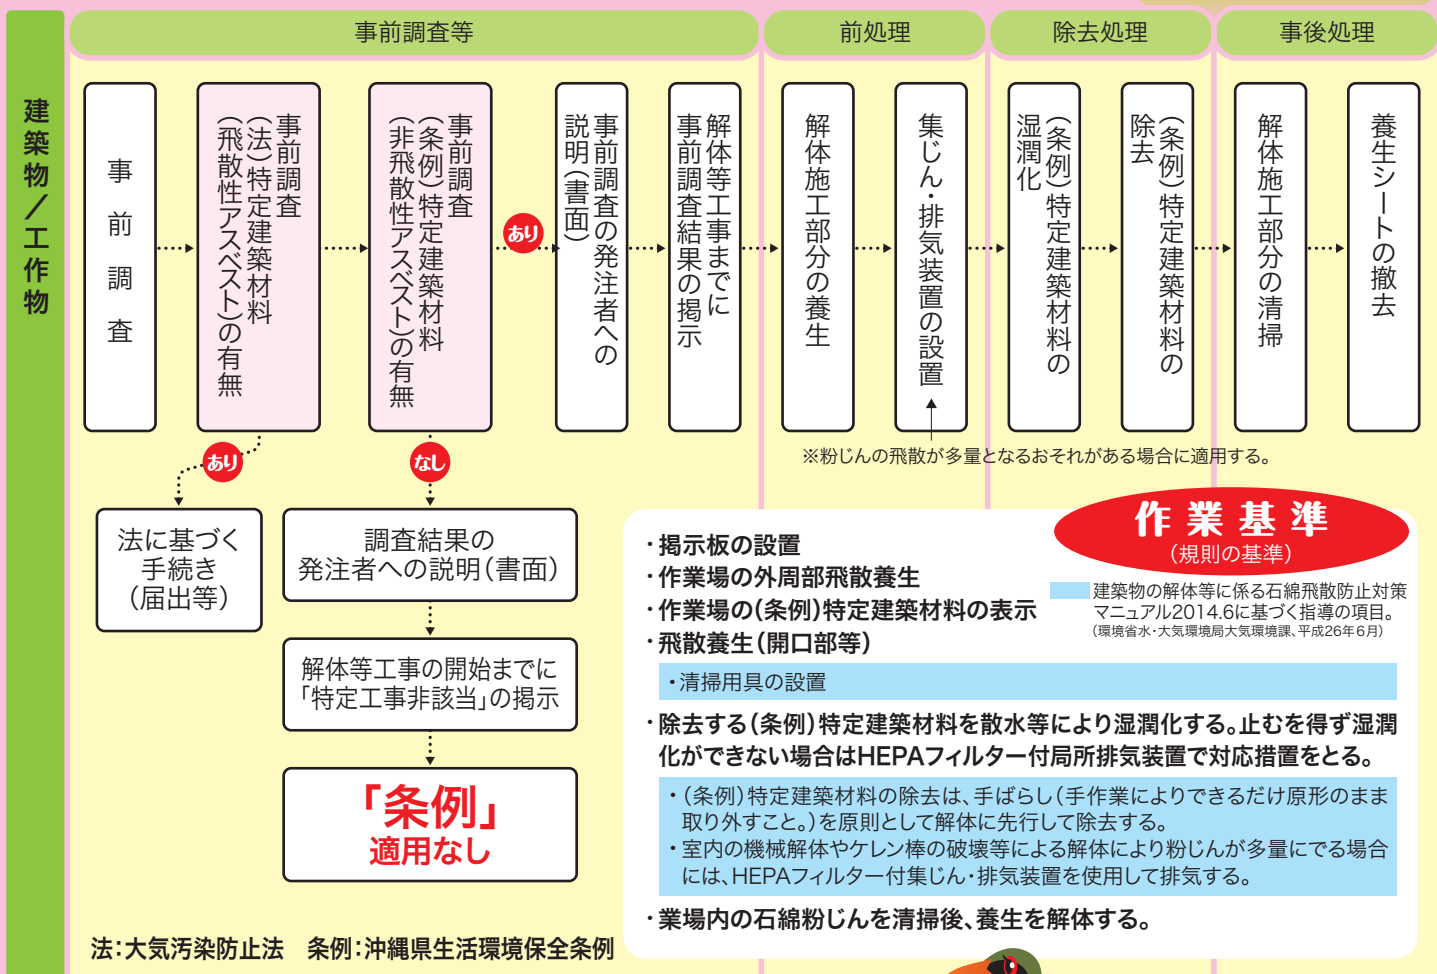 事前調査等
前処理
除去処理
事後処理
建築物/工作物
事前調査
事前調査
(法)特定建築材料
(飛散性アスベスト)の有無
事前調査
(条例)特定建築材料
(非飛散性アスベスト)の有無
あり
事前調査の発注者への
説明(書面)
解体等工事までに
事前調査結果の掲示
解体施工部分の養生
集じん・排気装置の設置
(条例)特定建築材料の
湿潤化
(条例)特定建築材料の
除去
解体施工部分の清掃
養生シートの撤去
※粉じんの飛散が多量となるおそれがある場合に適用する。
あり
なし
法に基づく
手続き
(届出等)
調査結果の
発注者への説明(書面)
解体等工事の開始までに
「特定工事非該当」の掲示
「条例」
適用なし
作業基準
(規則の基準)
建築物の解体等に係る石綿飛散防止対策
マニュアル2014.6に基づく指導の項目。
(環境省水・大気環境局大気環境課、平成26年6月)
・掲示板の設置
・作業場の外周部飛散養生
・作業場の(条例)特定建築材料の表示
・飛散養生(開口部等)
・清掃用具の設置
・除去する(条例)特定建築材料を散水等により湿潤化する。止むを得ず湿潤
化ができない場合はHEPAフィルター付局所排気装置で対応措置をとる。
・(条例)特定建築材料の除去は、手ばらし(手作業によりできるだけ原形のまま
取り外すこと。)を原則として解体に先行して除去する。
・室内の機械解体やケレン棒の破壊等による解体により粉じんが多量にでる場合
には、HEPAフィルター付集じん・排気装置を使用して排気する。
・業場内の石綿粉じんを清掃後、養生を解体する。
法:大気汚染防止法 条例:沖縄県生活環境保全条例